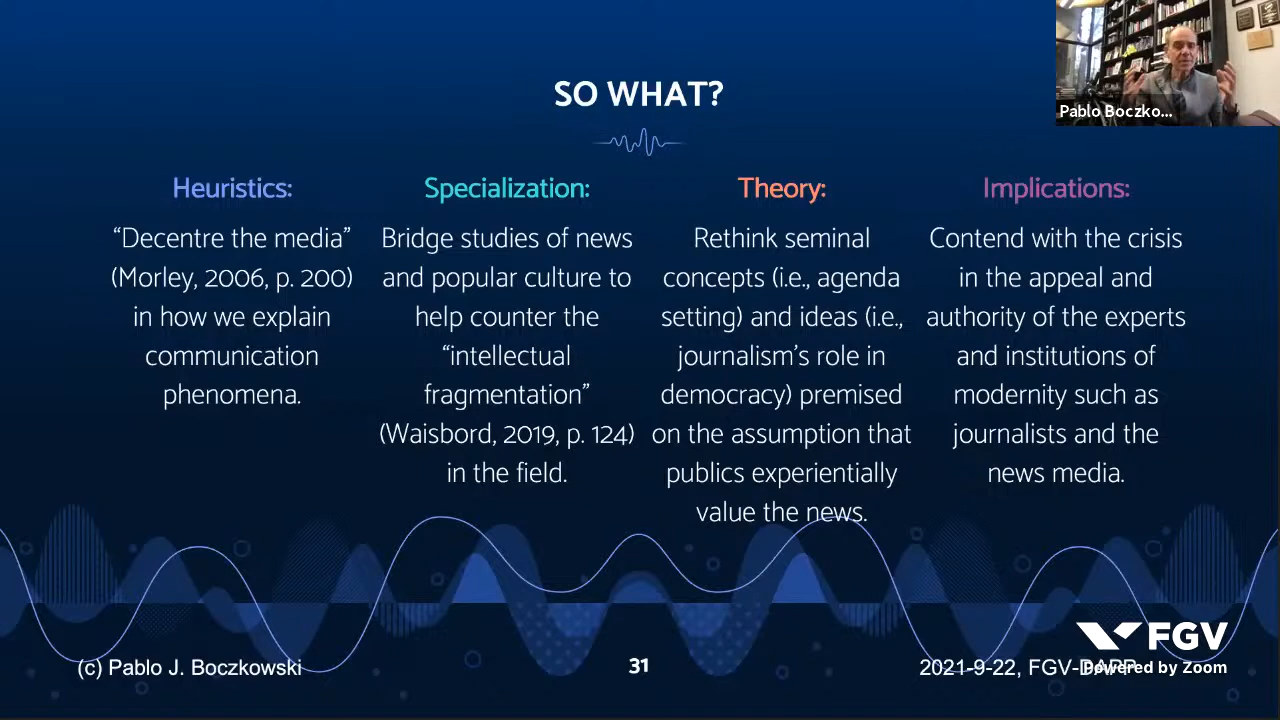 SO WHAT?
Pablo Boczko...
Heuristics:
“Decentre the media”
(Morley, 2006, p. 200)
in how we explain
communication
phenomena.
Specialization:
Bridge studies of news
and popular culture to
help counter the
“intellectual
fragmentation”
(Waisbord, 2019, p. 124)
in the field.
Theory:
Rethink seminal
concepts (i.e., agenda
setting) and ideas (i.e.,
journalism’s role in
democracy) premised
on the assumption that
publics experientially
value the news.
Implications:
Contend with the crisis
in the appeal and
authority of the experts
and institutions of
modernity such as
journalists and the
news media.
FGV
(c) Pablo J. Boczkowski
31
2021-9-22, FGV-DAPP
Powered by Zoom